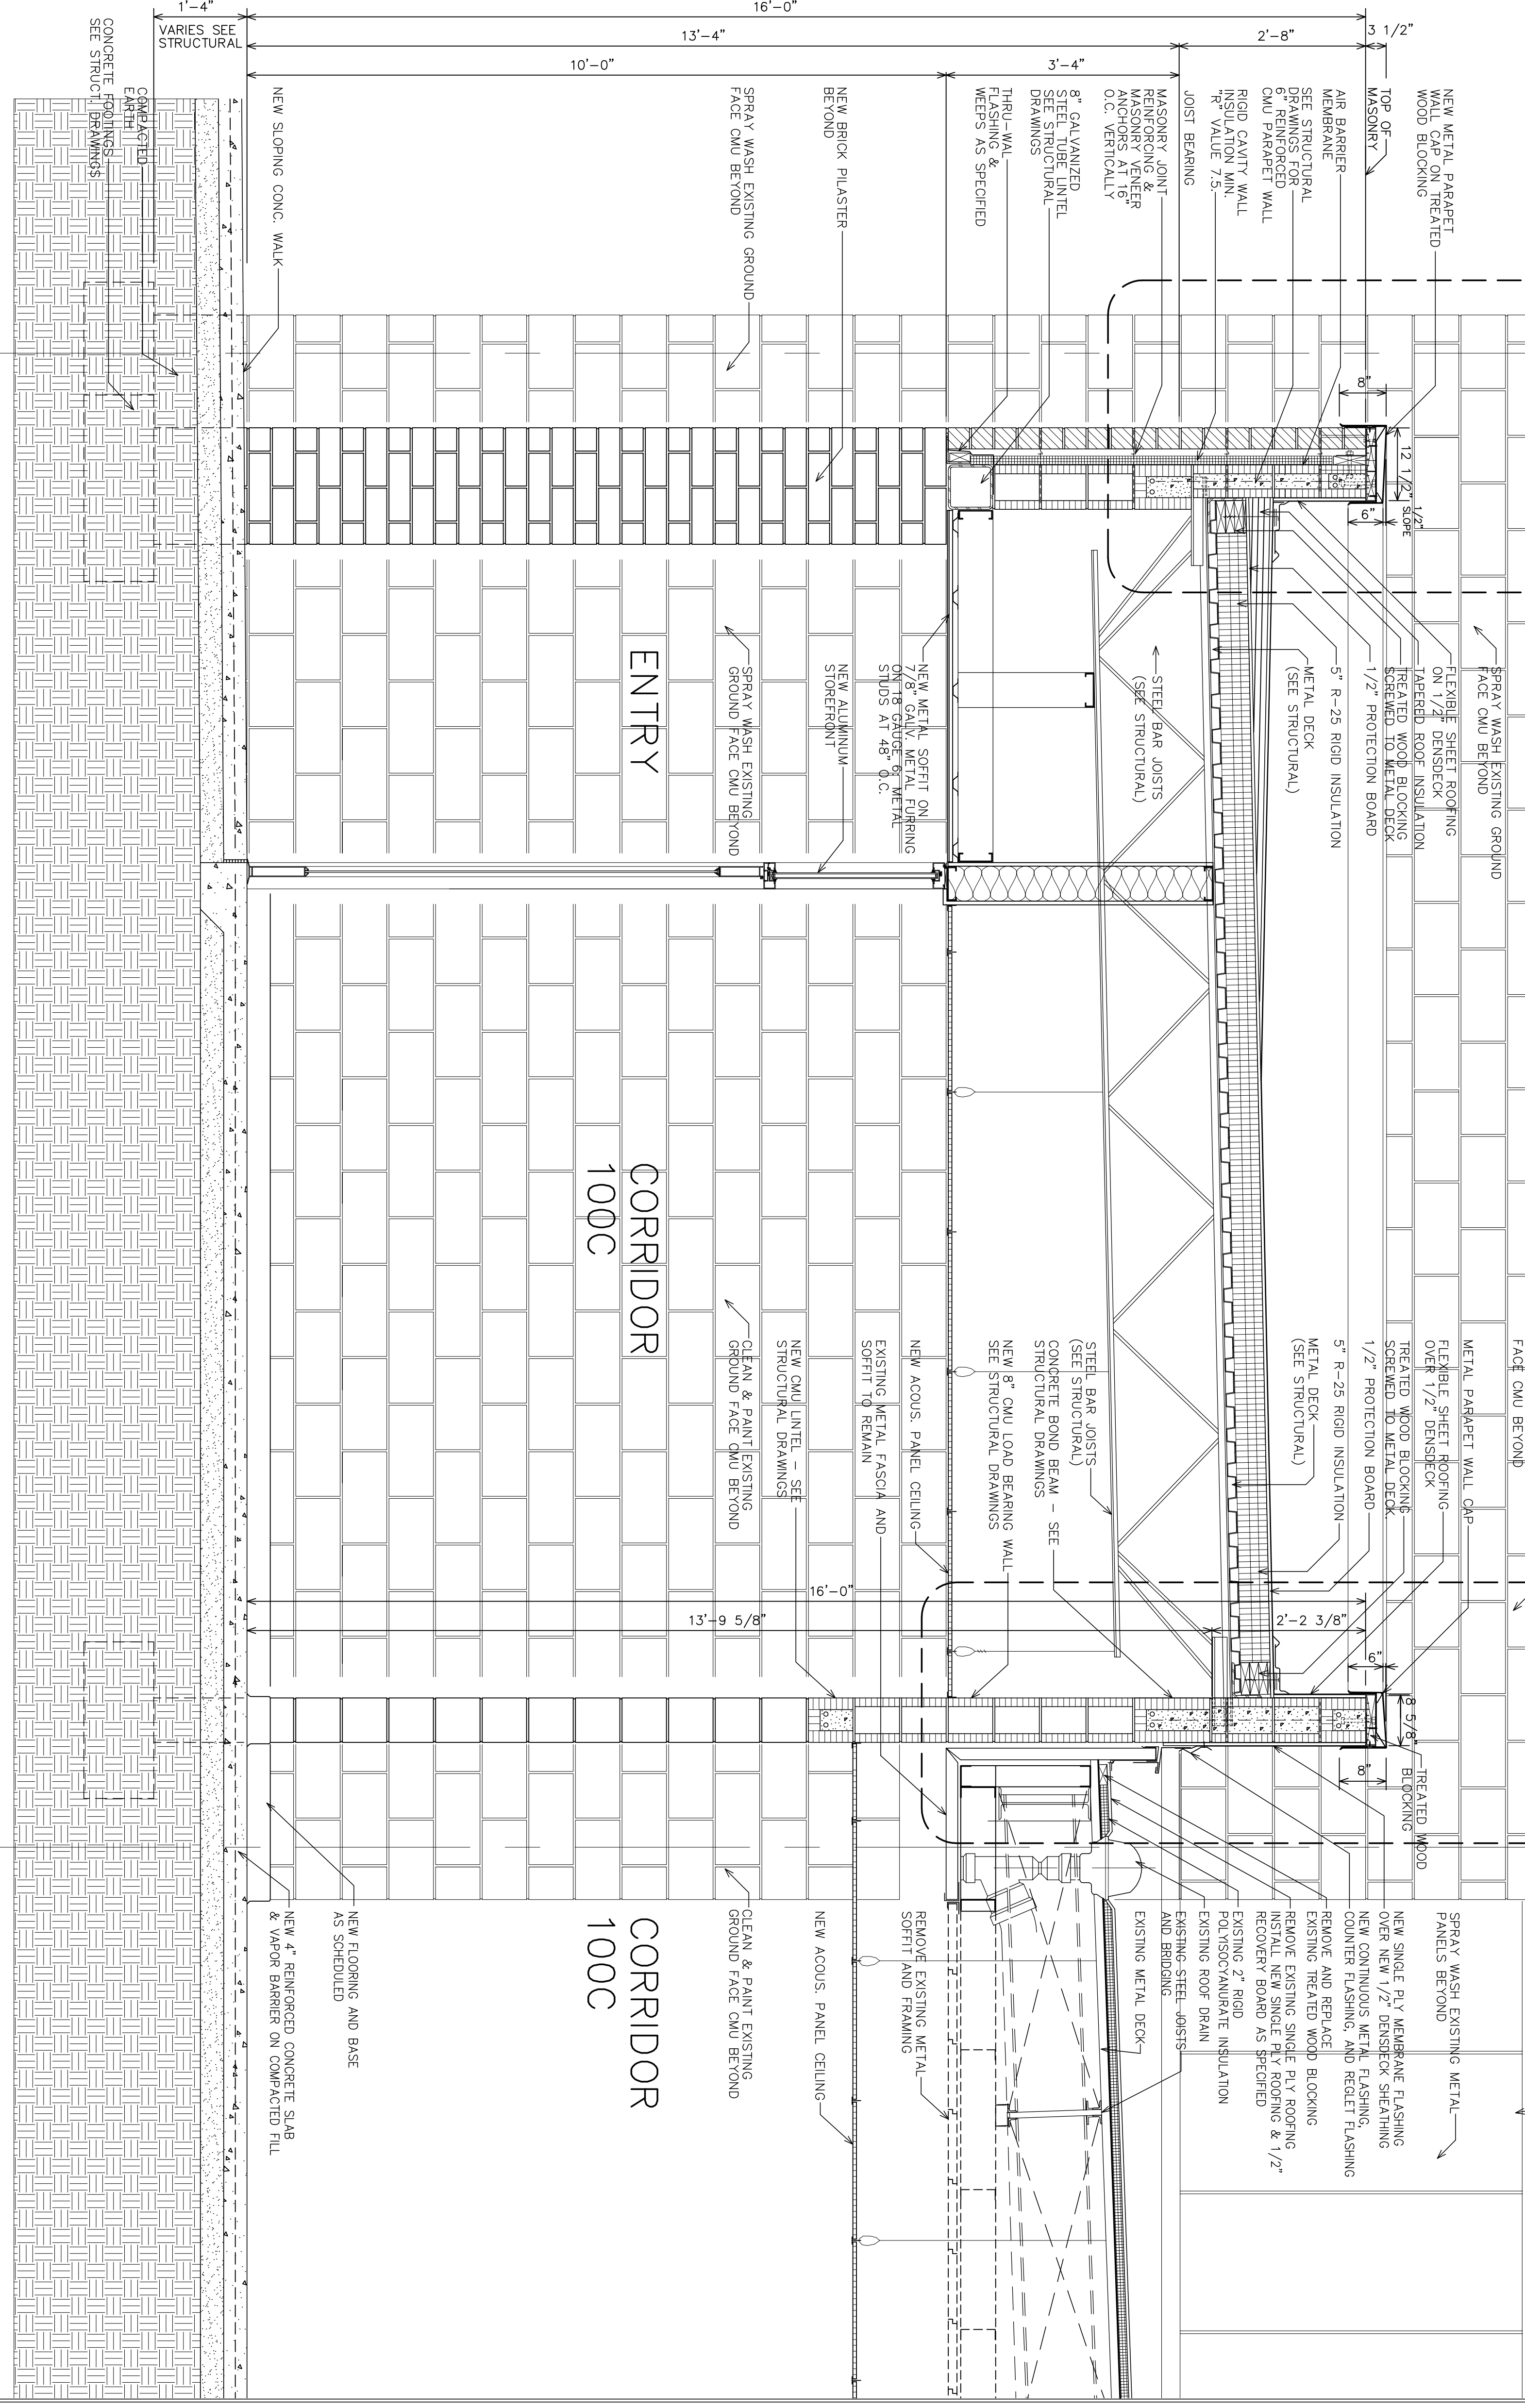 1'-4"
VARIES SEE
STRUCTURAL
16'-0"
13'-4"
2'-8"
3 1/2"
10'-0"
3'-4"
NEW METAL PARAPET
WALL CAP ON TREATED
WOOD BLOCKING
TOP OF
MASONRY
AIR BARRIER
MEMBRANE
SEE STRUCTURAL
DRAWINGS FOR
6" REINFORCED
CMU PARAPET WALL
RIGID CAVITY WALL
INSULATION MIN.
"R" VALUE 7.5.
JOIST BEARING
MASONRY JOINT
REINFORCING &
MASONRY VENEER
ANCHORS AT 16"
O.C. VERTICALLY
8" GALVANIZED
STEEL TUBE LINTEL
SEE STRUCTURAL
DRAWINGS
THRU-WAL
FLASHING &
WEEPS AS SPECIFIED
NEW BRICK PILASTER
BEYOND
SPRAY WASH EXISTING GROUND
FACE CMU BEYOND
NEW SLOPING CONC. WALK
COMPACTED
EARTH
CONCRETE FOOTINGS
SEE STRUCT. DRAWINGS
8"
12 1/2"
6"
1/2"
SLOPE
SPRAY WASH EXISTING GROUND
FACE CMU BEYOND
FLEXIBLE SHEET ROOFING
ON 1/2" DENSDECK
TAPERED ROOF INSULATION
TREATED WOOD BLOCKING
SCREWED TO METAL DECK
1/2" PROTECTION BOARD
5" R-25 RIGID INSULATION
METAL DECK
(SEE STRUCTURAL)
STEEL BAR JOISTS
(SEE STRUCTURAL)
NEW METAL SOFFIT ON
7/8" GALV. METAL FURRING
ON 18 GAUGE 6" METAL
STUDS AT 48" O.C.
NEW ALUMINUM
STOREFRONT
SPRAY WASH EXISTING
GROUND FACE CMU BEYOND
ENTRY
CORRIDOR
100C
FACE CMU BEYOND
METAL PARAPET WALL CAP
FLEXIBLE SHEET ROOFING
OVER 1/2" DENSDECK
TREATED WOOD BLOCKING
SCREWED TO METAL DECK
1/2" PROTECTION BOARD
5" R-25 RIGID INSULATION
METAL DECK
(SEE STRUCTURAL)
STEEL BAR JOISTS
(SEE STRUCTURAL)
CONCRETE BOND BEAM - SEE
STRUCTURAL DRAWINGS
NEW 8" CMU LOAD BEARING WALL
SEE STRUCTURAL DRAWINGS
NEW ACOUS. PANEL CEILING
EXISTING METAL FASCIA AND
SOFFIT TO REMAIN
NEW CMU LINTEL - SEE
STRUCTURAL DRAWINGS
CLEAN & PAINT EXISTING
GROUND FACE CMU BEYOND
16'-0"
13'-9 5/8"
2'-2 3/8"
6"
8 5/8"
8"
TREATED WOOD
BLOCKING
SPRAY WASH EXISTING METAL
PANELS BEYOND
NEW SINGLE PLY MEMBRANE FLASHING
OVER NEW 1/2" DENSDECK SHEATHING
NEW CONTINUOUS METAL FLASHING,
COUNTER FLASHING, AND REGLET FLASHING
REMOVE AND REPLACE
EXISTING TREATED WOOD BLOCKING
REMOVE EXISTING SINGLE PLY ROOFING
INSTALL NEW SINGLE PLY ROOFING & 1/2"
RECOVERY BOARD AS SPECIFIED
EXISTING 2" RIGID
POLYISOCYANURATE INSULATION
EXISTING ROOF DRAIN
EXISTING STEEL JOISTS
AND BRIDGING
EXISTING METAL DECK
REMOVE EXISTING METAL
SOFFIT AND FRAMING
NEW ACOUS. PANEL CEILING
CLEAN & PAINT EXISTING
GROUND FACE CMU BEYOND
CORRIDOR
100C
NEW FLOORING AND BASE
AS SCHEDULED
NEW 4" REINFORCED CONCRETE SLAB
& VAPOR BARRIER ON COMPACTED FILL